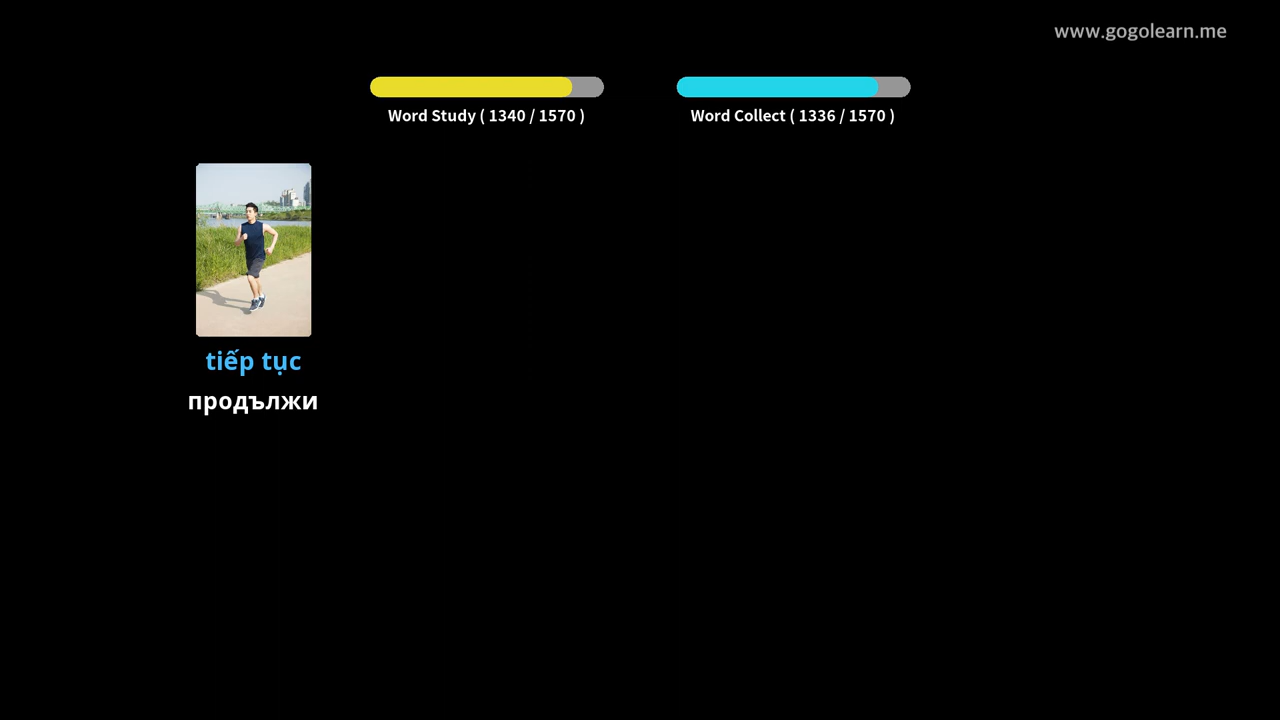 www.gogolearn.me
Word Study ( 1340 / 1570 )
Word Collect ( 1336 / 1570 )
tiếp tục
продължи